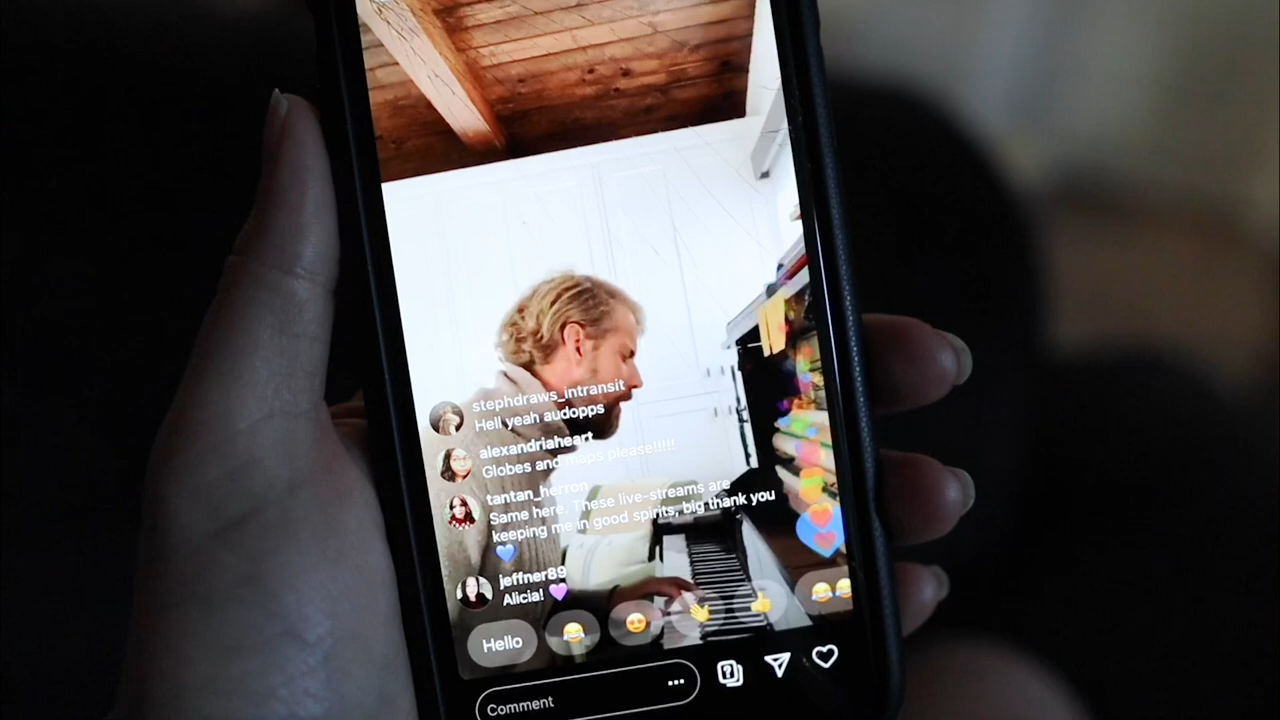 stephdraws_intransit
Hell yeah audopps
alexandriaheart
Globes and maps please!!!!!
tantan_herron
Same here. These live-streams are
keeping me in good spirits, big thank you
💙
jeffner89
Alicia! 💜
Hello
Comment